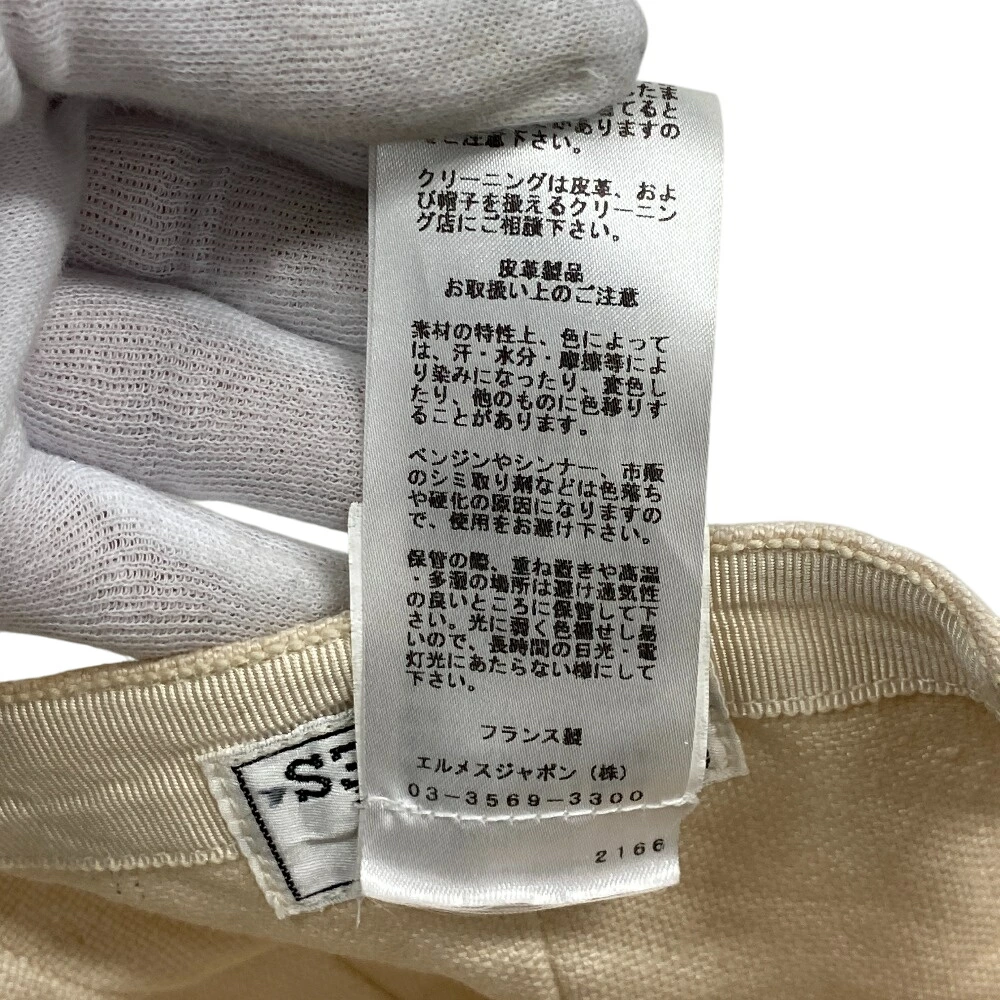 たま
てると
がありますの
ご注意下さい。
クリーニングは皮革、およ
び帽子を扱えるクリーニン
グ店にご相談下さい。
皮革製品
お取扱い上のご注意
素材の特性上、色によって
は、汗・水分・摩擦等によ
り染みになったり、変色し
たり、他のものに色移りす
ることがあります。
ベンジンやシンナー、市販
のシミ取り剤などは色落ち
や硬化の原因になりますの
で、使用をお避け下さい。
保管の際、重ね置きや高温
・多湿の場所は避け通気性
の良いところに保管して下
さい。光に弱く色褪せし易
いので、長時間の日光・電
灯光にあたらない様にして
下さい。
フランス製
エルメスジャポン（株）
03-3569-3300
2166